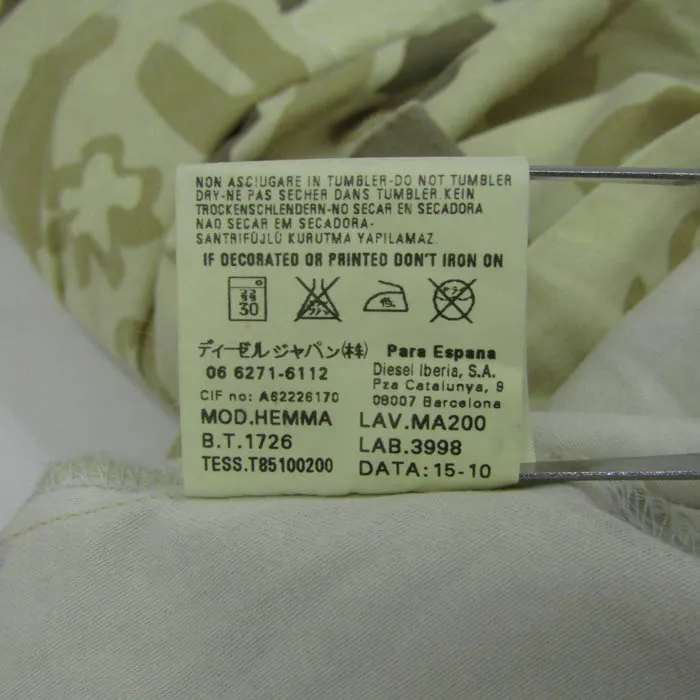 NON ASCIUGARE IN TUMBLER-DO NOT TUMBLER
DRY-NE PAS SECHER DANS TUMBLER.KEIN
TROCKENSCHLENDERN-NO SECAR EN SECADORA
NAO SECAR EM SECADORA-
SANTRIFÜJLÜ KURUTMA YAPILAMAZ
IF DECORATED OR PRINTED DON'T IRON ON
弱 30 低
ディーゼルジャパン(株)
06 6271-6112
CIF no: A62226170
Para Espana
Diesel Iberia, S.A.
Pza Catalunya, 9
08007 Barcelona
MOD.HEMMA LAV.MA200
B.T.1726 LAB.3998
TESS.T85100200 DATA:15-10